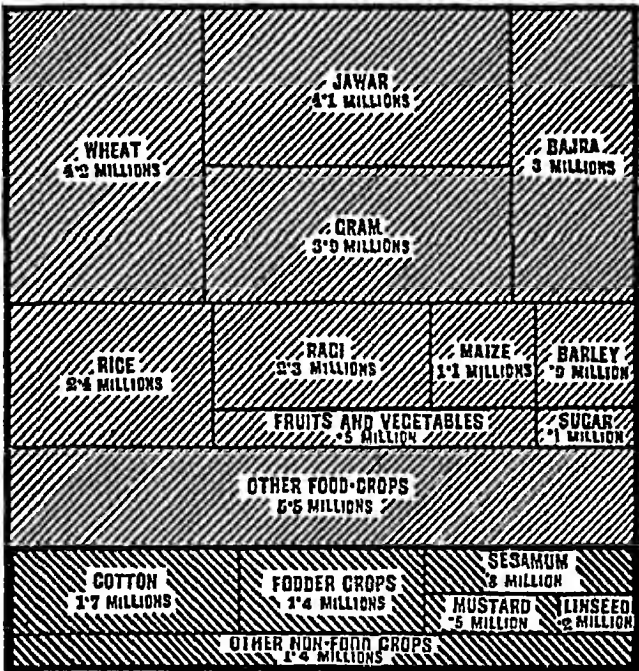 JAWAR
4·1 MILLIONS
WHEAT
MILLIONS
BAJRA
3 MILLIONS
GRAM
3·9 MILLIONS
RICE
2·4 MILLIONS
RAGI
2·3 MILLIONS
MAIZE
1·1 MILLIONS
BARLEY
·9 MILLION
FRUITS AND VEGETABLES
·5 MILLION
SUGAR
·1 MILLION
OTHER FOOD-CROPS
5·5 MILLIONS
COTTON
1·7 MILLIONS
FODDER CROPS
1·4 MILLIONS
SESAMUM
·8 MILLION
MUSTARD
·5 MILLION
LINSEED
·2 MILLION
OTHER NON-FOOD CROPS
1·4 MILLIONS